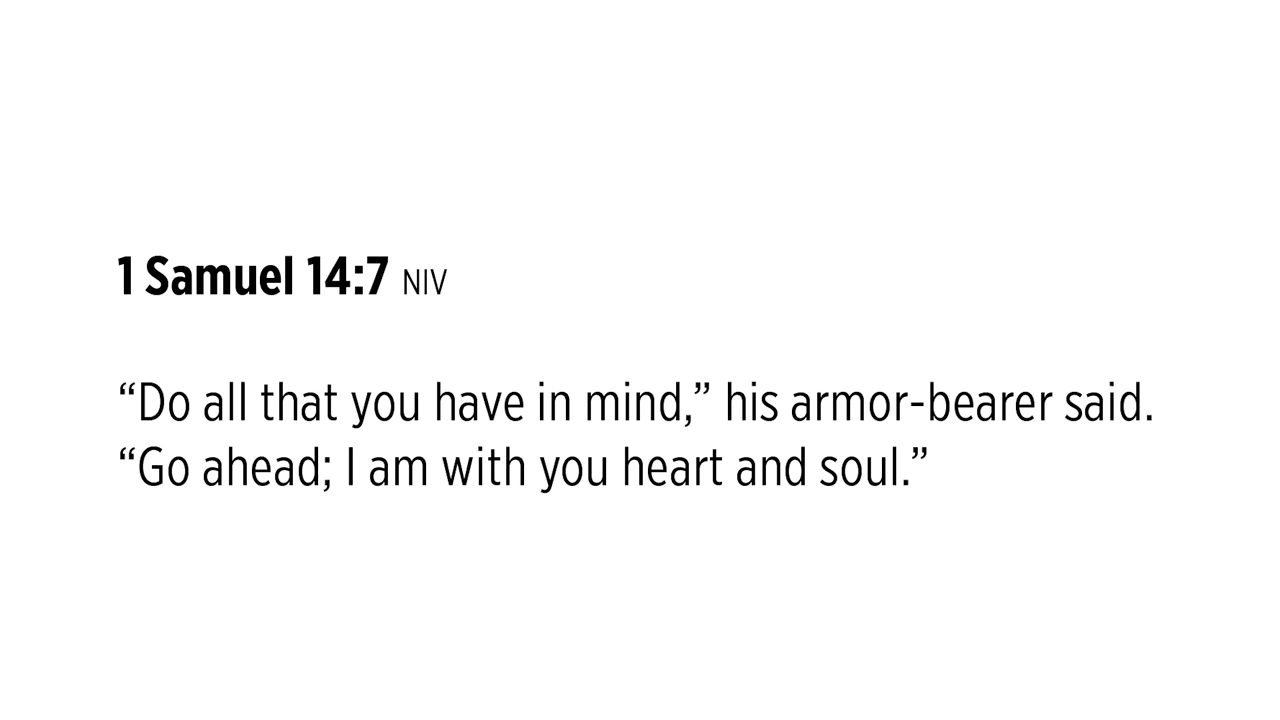 1 Samuel 14:7 NIV
“Do all that you have in mind,” his armor-bearer said.
“Go ahead; I am with you heart and soul.”